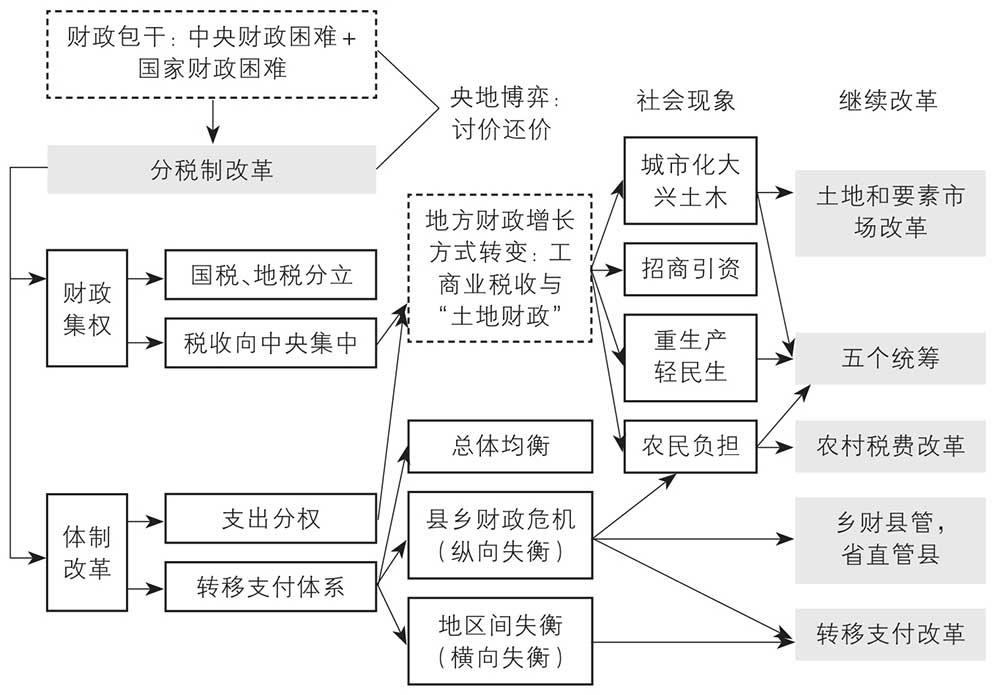 财政包干：中央财政困难+
国家财政困难
央地博弈：
讨价还价
社会现象
继续改革
分税制改革
城市化大
兴土木
土地和要素市
场改革
地方财政增长
方式转变：工
商业税收与
“土地财政”
财政
集权
国税、地税分立
招商引资
税收向中央集中
重生产
轻民生
五个统筹
总体均衡
农民负担
农村税费改革
体制
改革
支出分权
县乡财政危机
（纵向失衡）
乡财县管，
省直管县
转移支付体系
地区间失衡
（横向失衡）
转移支付改革